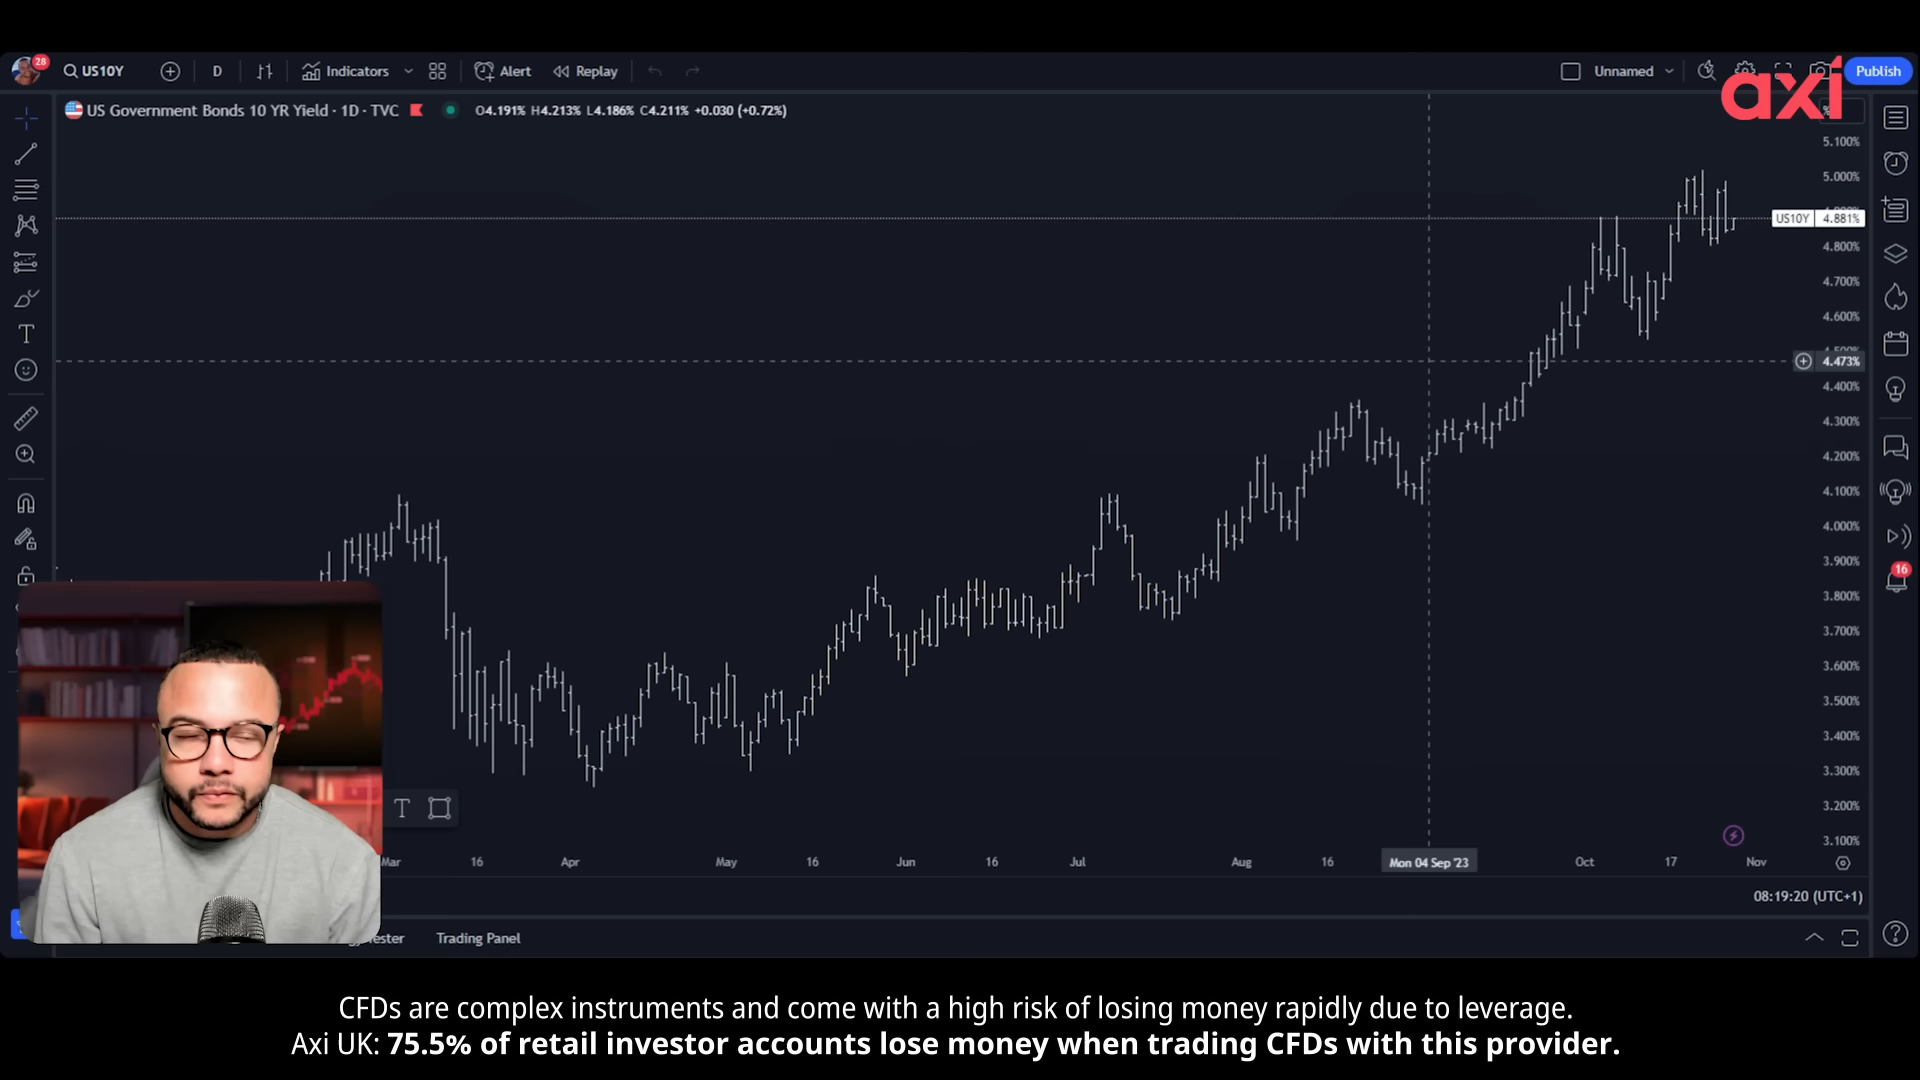 28
US10Y
D
Indicators
Alert
Replay
Unnamed
Publish
axi
US Government Bonds 10 YR Yield · 1D · TVC
O4.191% H4.213% L4.186% C4.211% +0.030 (+0.72%)
5.100%
5.000%
US10Y 4.881%
4.800%
4.700%
4.600%
4.473%
4.400%
4.300%
4.200%
4.100%
4.000%
3.900%
16
3.800%
3.700%
3.600%
3.500%
3.400%
3.300%
3.200%
3.100%
Mar 16 Apr May 16 Jun 16 Jul Aug 16 Mon 04 Sep '23 Oct 17 Nov
08:19:20 (UTC+1)
Trading Panel
CFDs are complex instruments and come with a high risk of losing money rapidly due to leverage.
Axi UK: 75.5% of retail investor accounts lose money when trading CFDs with this provider.